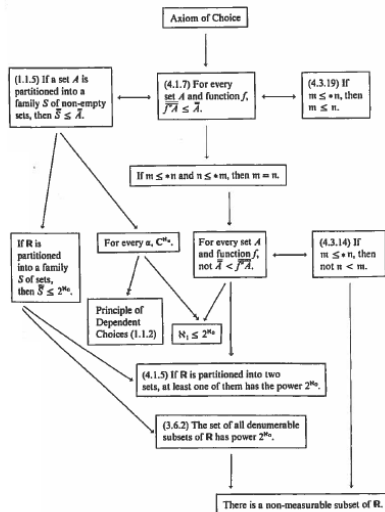 Axiom of Choice
(1.1.5) If a set A is
partitioned into a
family S of non-empty
sets, then S̿ ≤ A̿.
(4.1.7) For every
set A and function f,
f"A ≤ A̿.
(4.3.19) If
m ≤ *n, then
m ≤ n.
If m ≤ *n and n ≤ *m, then m = n.
If R is
partitioned
into a family
S of sets,
then S̿ ≤ 2^ℵ₀.
For every α, C^ℵα.
For every set A
and function f,
not A̿ < f"A.
(4.3.14) If
m ≤ *n, then
not n < m.
Principle of
Dependent
Choices (1.1.2)
ℵ₁ ≤ 2^ℵ₀
(4.1.5) If R is partitioned into two
sets, at least one of them has the power 2^ℵ₀.
(3.6.2) The set of all denumerable
subsets of R has power 2^ℵ₀.
There is a non-measurable subset of R.